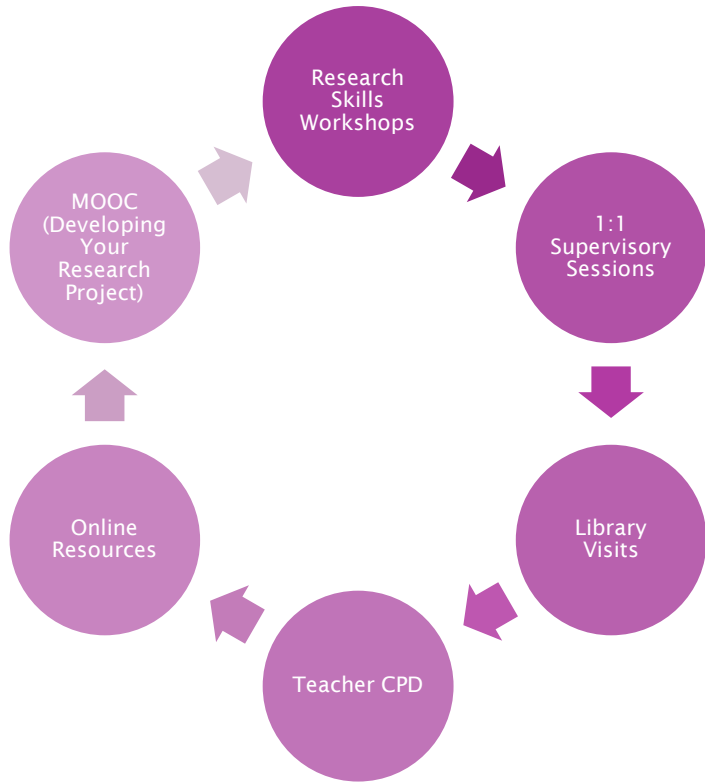 Research
Skills
Workshops
1:1
Supervisory
Sessions
Library
Visits
Teacher CPD
Online
Resources
MOOC
(Developing
Your
Research
Project)